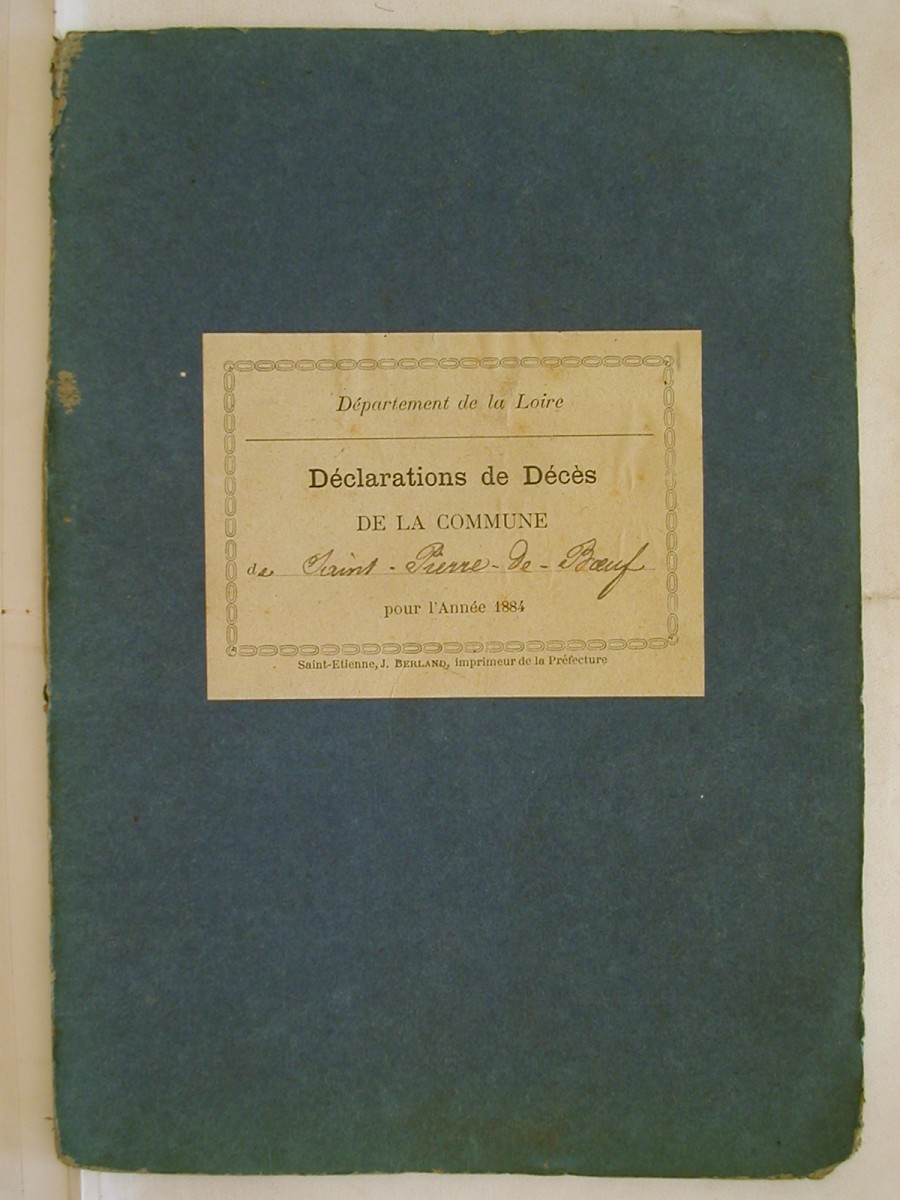 Département de la Loire
Déclarations de Décès
DE LA COMMUNE
de Saint-Pierre-de-Bœuf
pour l'Année 1884
Saint-Etienne, J. BERLAND, imprimeur de la Préfecture